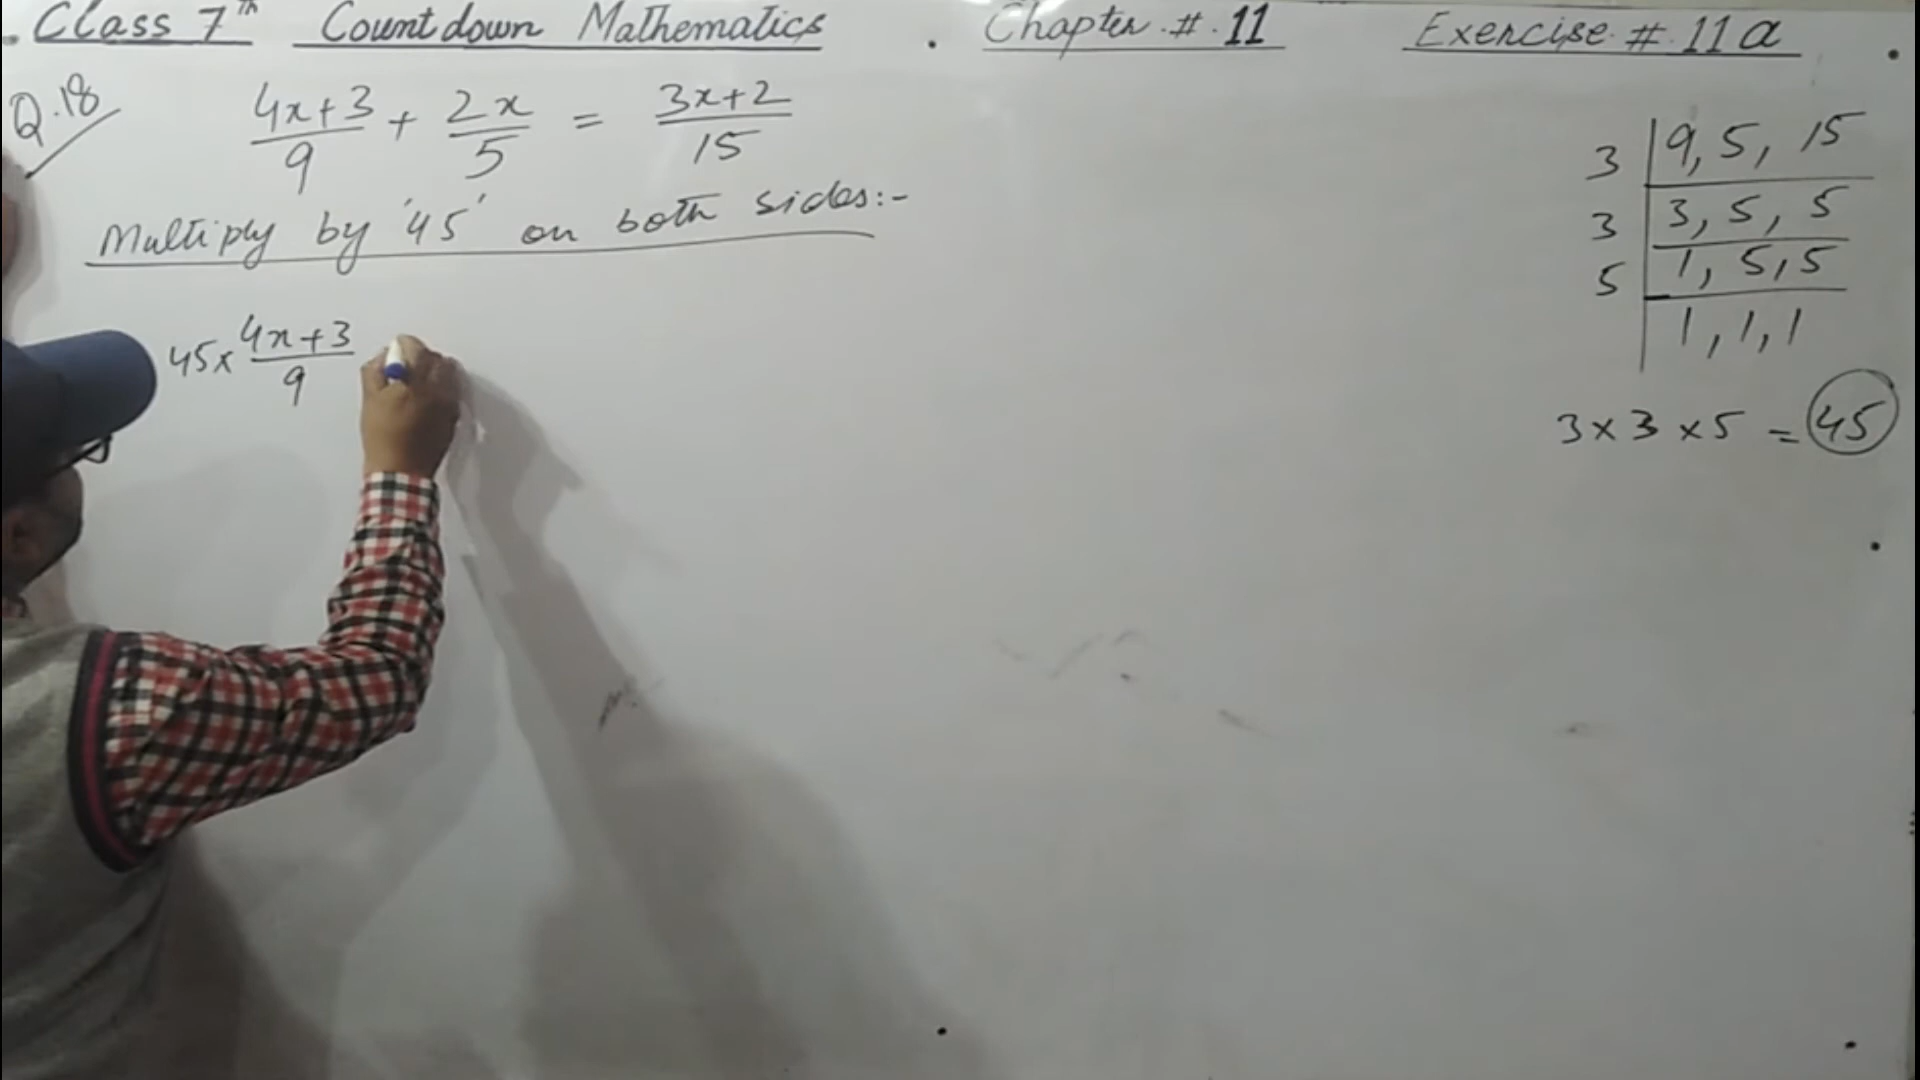 Class 7th Countdown Mathematics . Chapter # 11 Exercise # 11a
Q.18 4x+3/9 + 2x/5 = 3x+2/15
Multiply by '45' on both sides:-
45× 4x+3/9
3 | 9, 5, 15
3 | 3, 5, 5
5 | 1, 5, 5
1, 1, 1
3×3×5 = 45